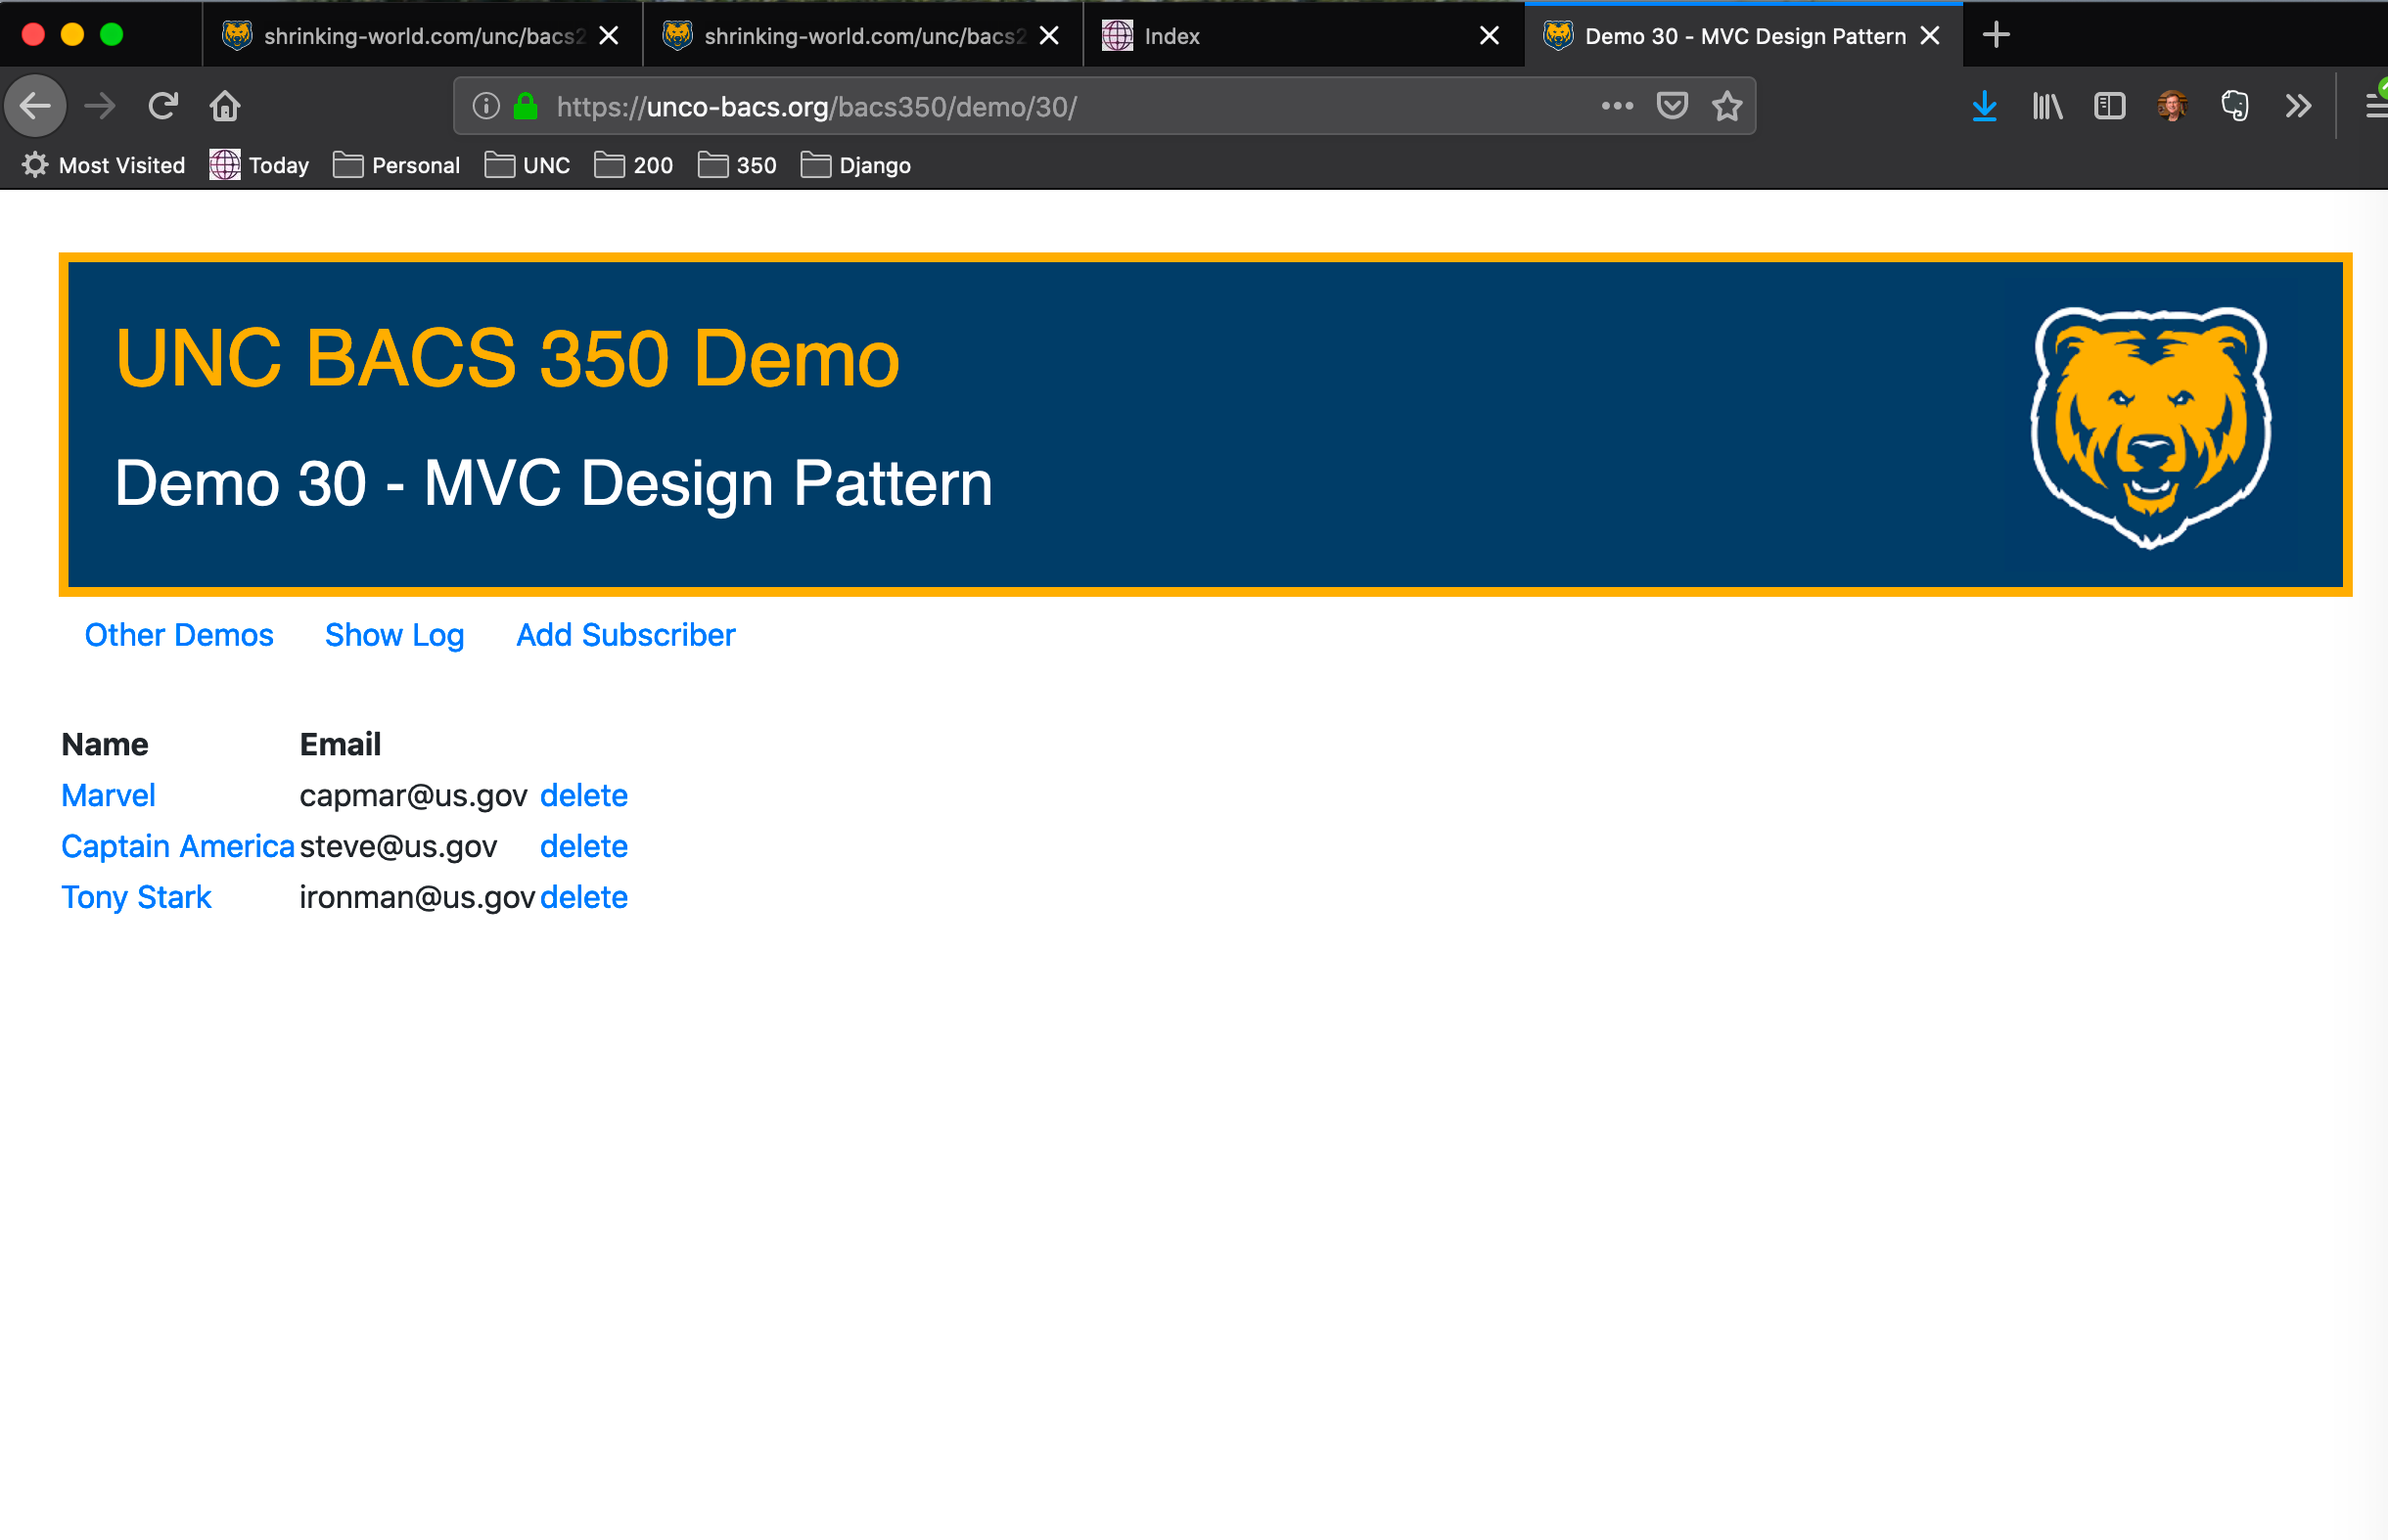 shrinking-world.com/unc/bacs2 shrinking-world.com/unc/bacs2 Index Demo 30 - MVC Design Pattern
https://unco-bacs.org/bacs350/demo/30/
Most Visited Today Personal UNC 200 350 Django
UNC BACS 350 Demo
Demo 30 - MVC Design Pattern
Other Demos Show Log Add Subscriber
Name Email
Marvel capmar@us.gov delete
Captain America steve@us.gov delete
Tony Stark ironman@us.gov delete